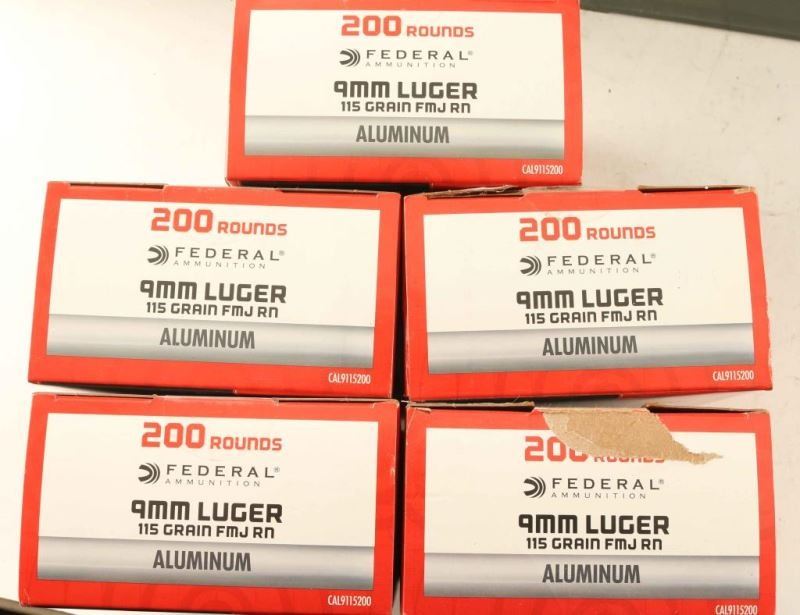 200 ROUNDS
FEDERAL®
AMMUNITION
9MM LUGER
115 GRAIN FMJ RN
ALUMINUM
CAL9115200
200 ROUNDS
FEDERAL®
AMMUNITION
9MM LUGER
115 GRAIN FMJ RN
ALUMINUM
CAL9115200
200 ROUNDS
FEDERAL®
AMMUNITION
9MM LUGER
115 GRAIN FMJ RN
ALUMINUM
CAL9115200
200 ROUNDS
FEDERAL®
AMMUNITION
9MM LUGER
115 GRAIN FMJ RN
ALUMINUM
CAL9115200
200 ROUNDS
FEDERAL®
AMMUNITION
9MM LUGER
115 GRAIN FMJ RN
ALUMINUM
CAL9115200